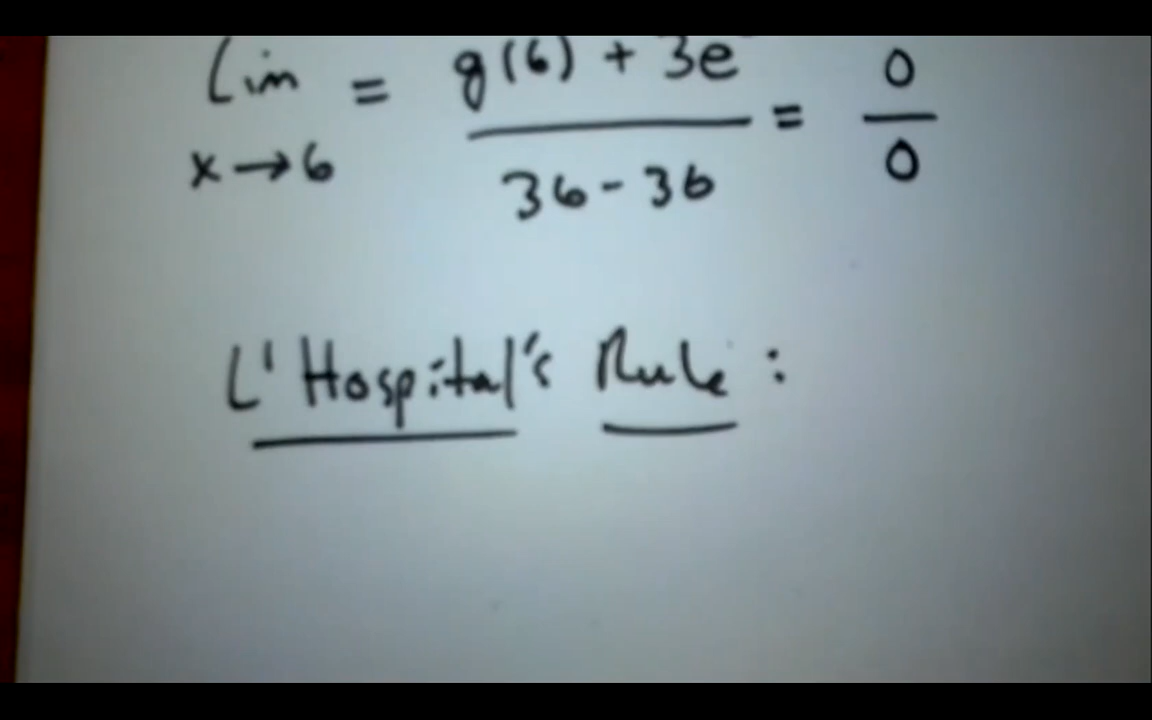 Lim = g(6) + 3e / 36 - 36 = 0 / 0
x → 6
L'Hospital's Rule :